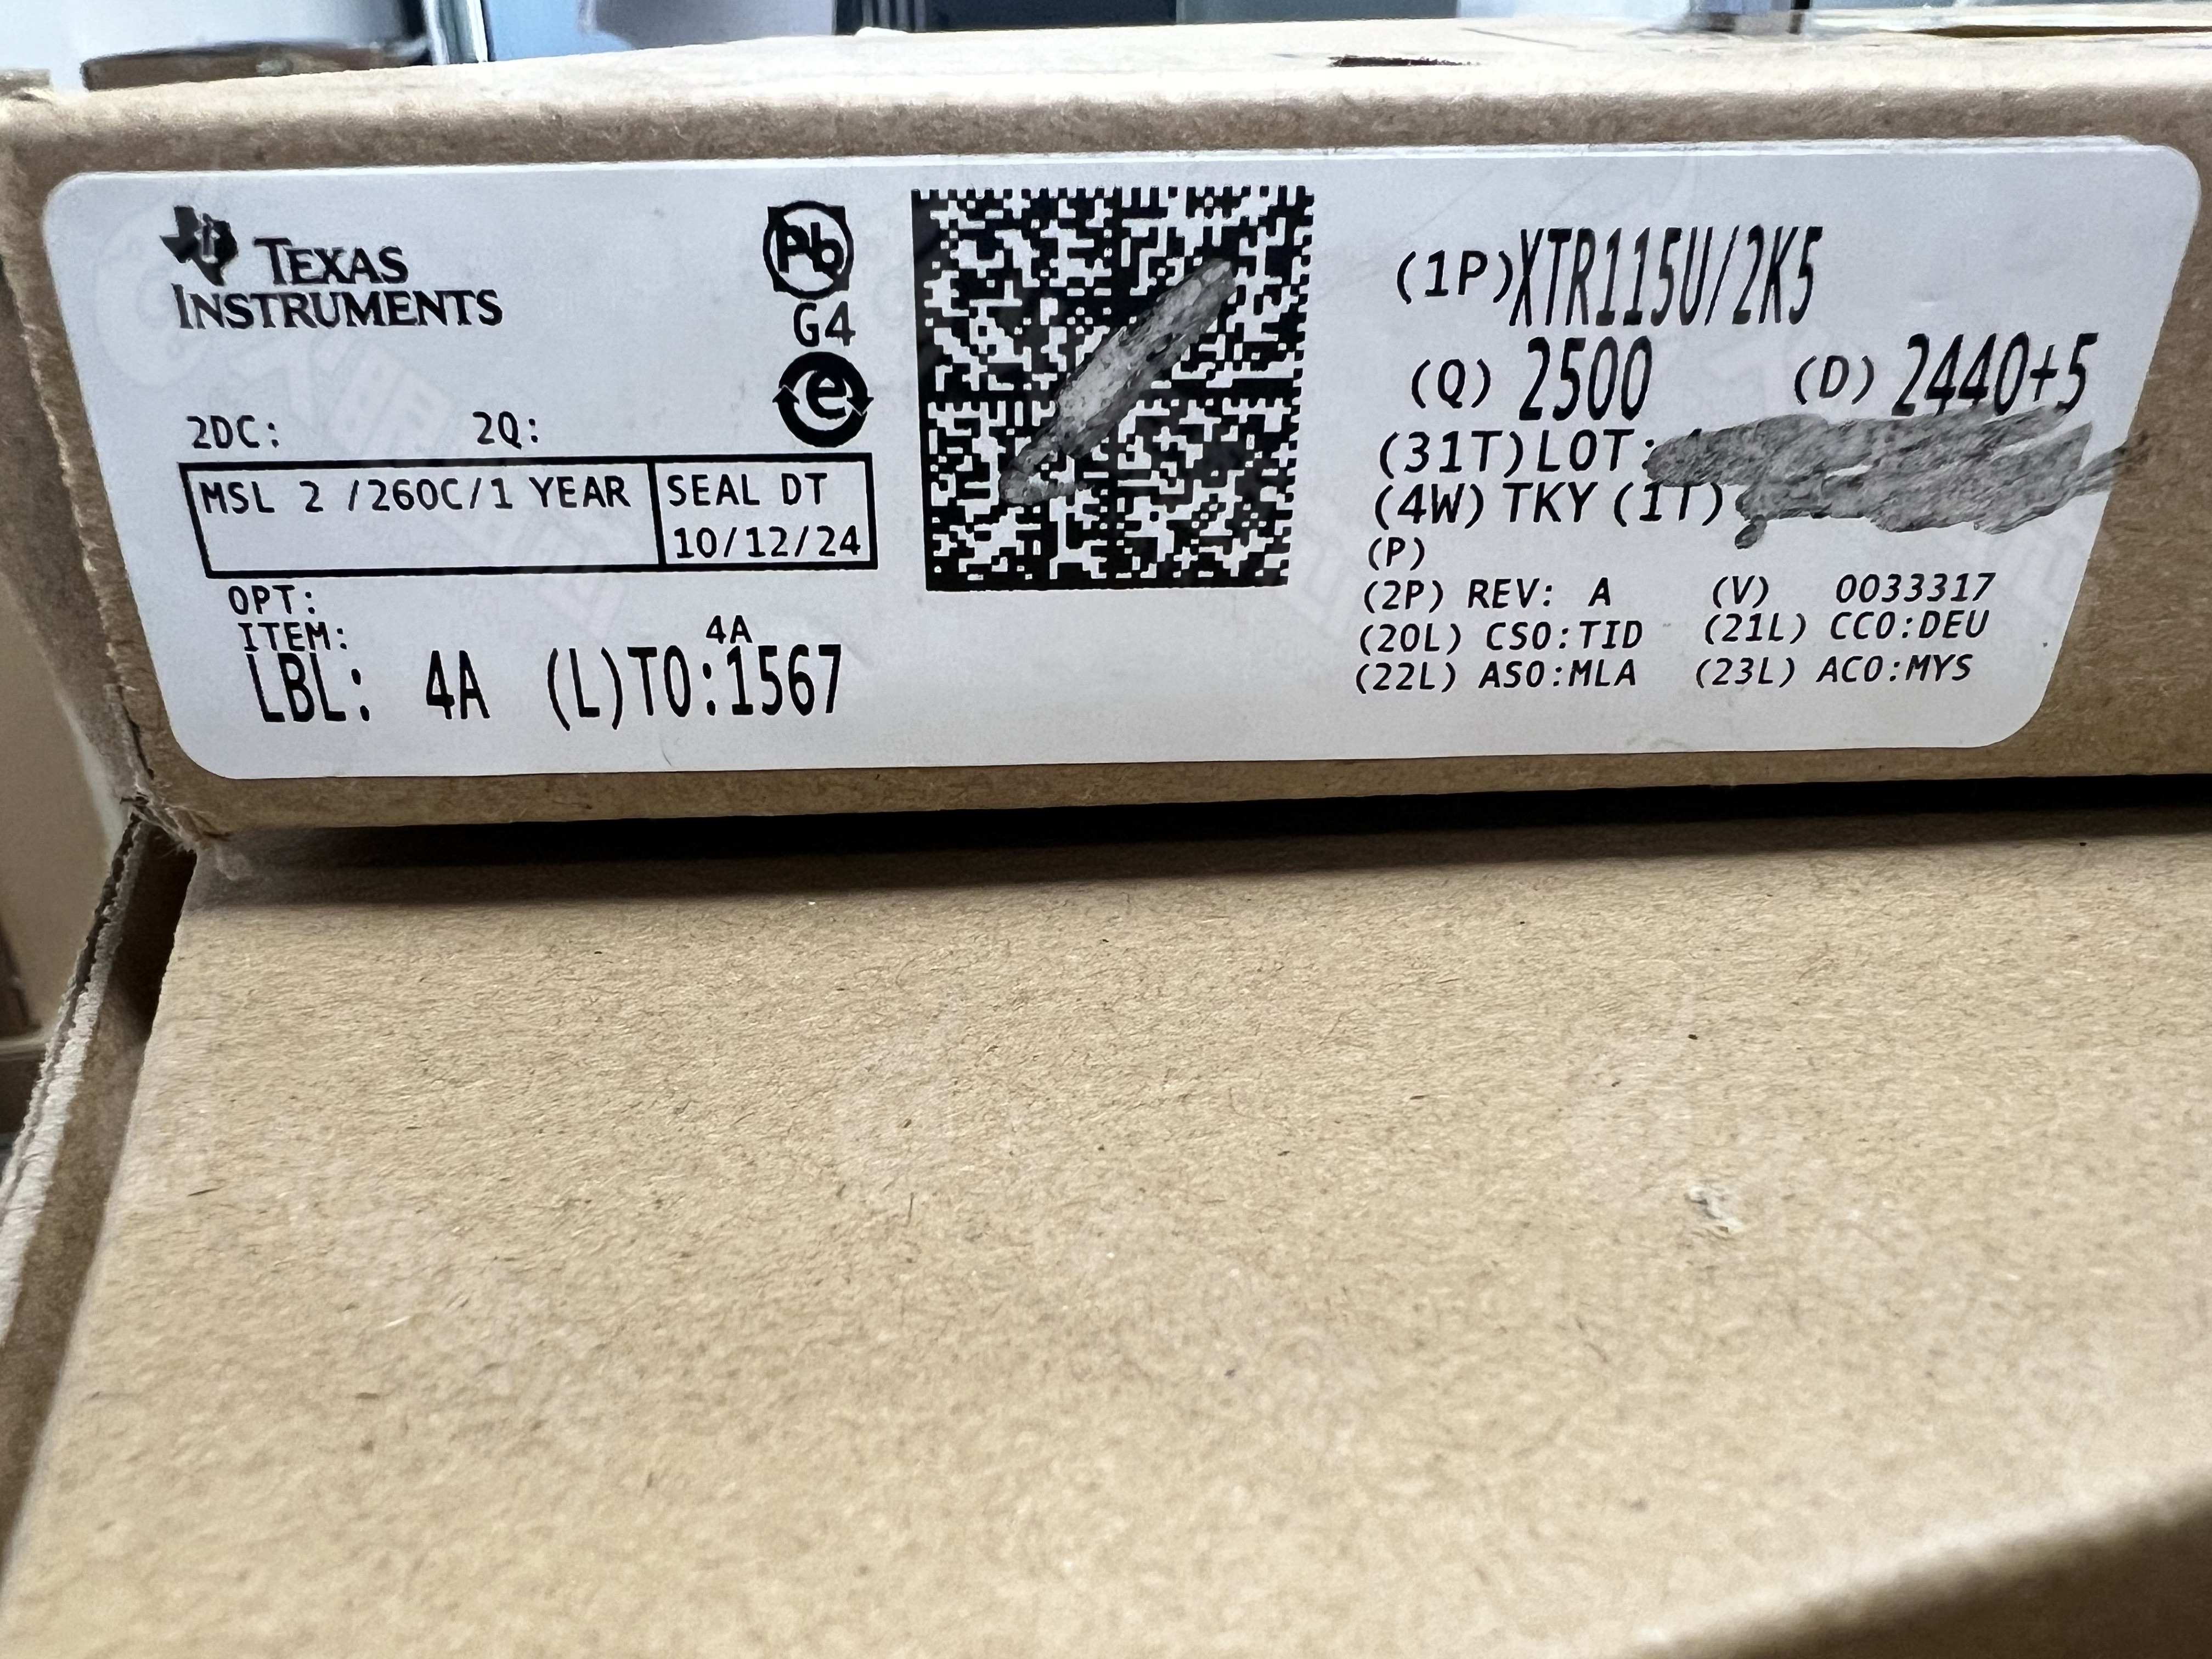 TEXAS
INSTRUMENTS
Pb
G4
e
2DC: 2Q:
MSL 2 /260C/1 YEAR
SEAL DT
10/12/24
OPT:
ITEM:
4A
LBL: 4A (L)TO:1567
(1P)XTR115U/2K5
(Q) 2500 (D) 2440+5
(31T)LOT:
(4W) TKY (1T)
(P)
(2P) REV: A (V) 0033317
(20L) CSO:TID (21L) CCO:DEU
(22L) ASO:MLA (23L) ACO:MYS